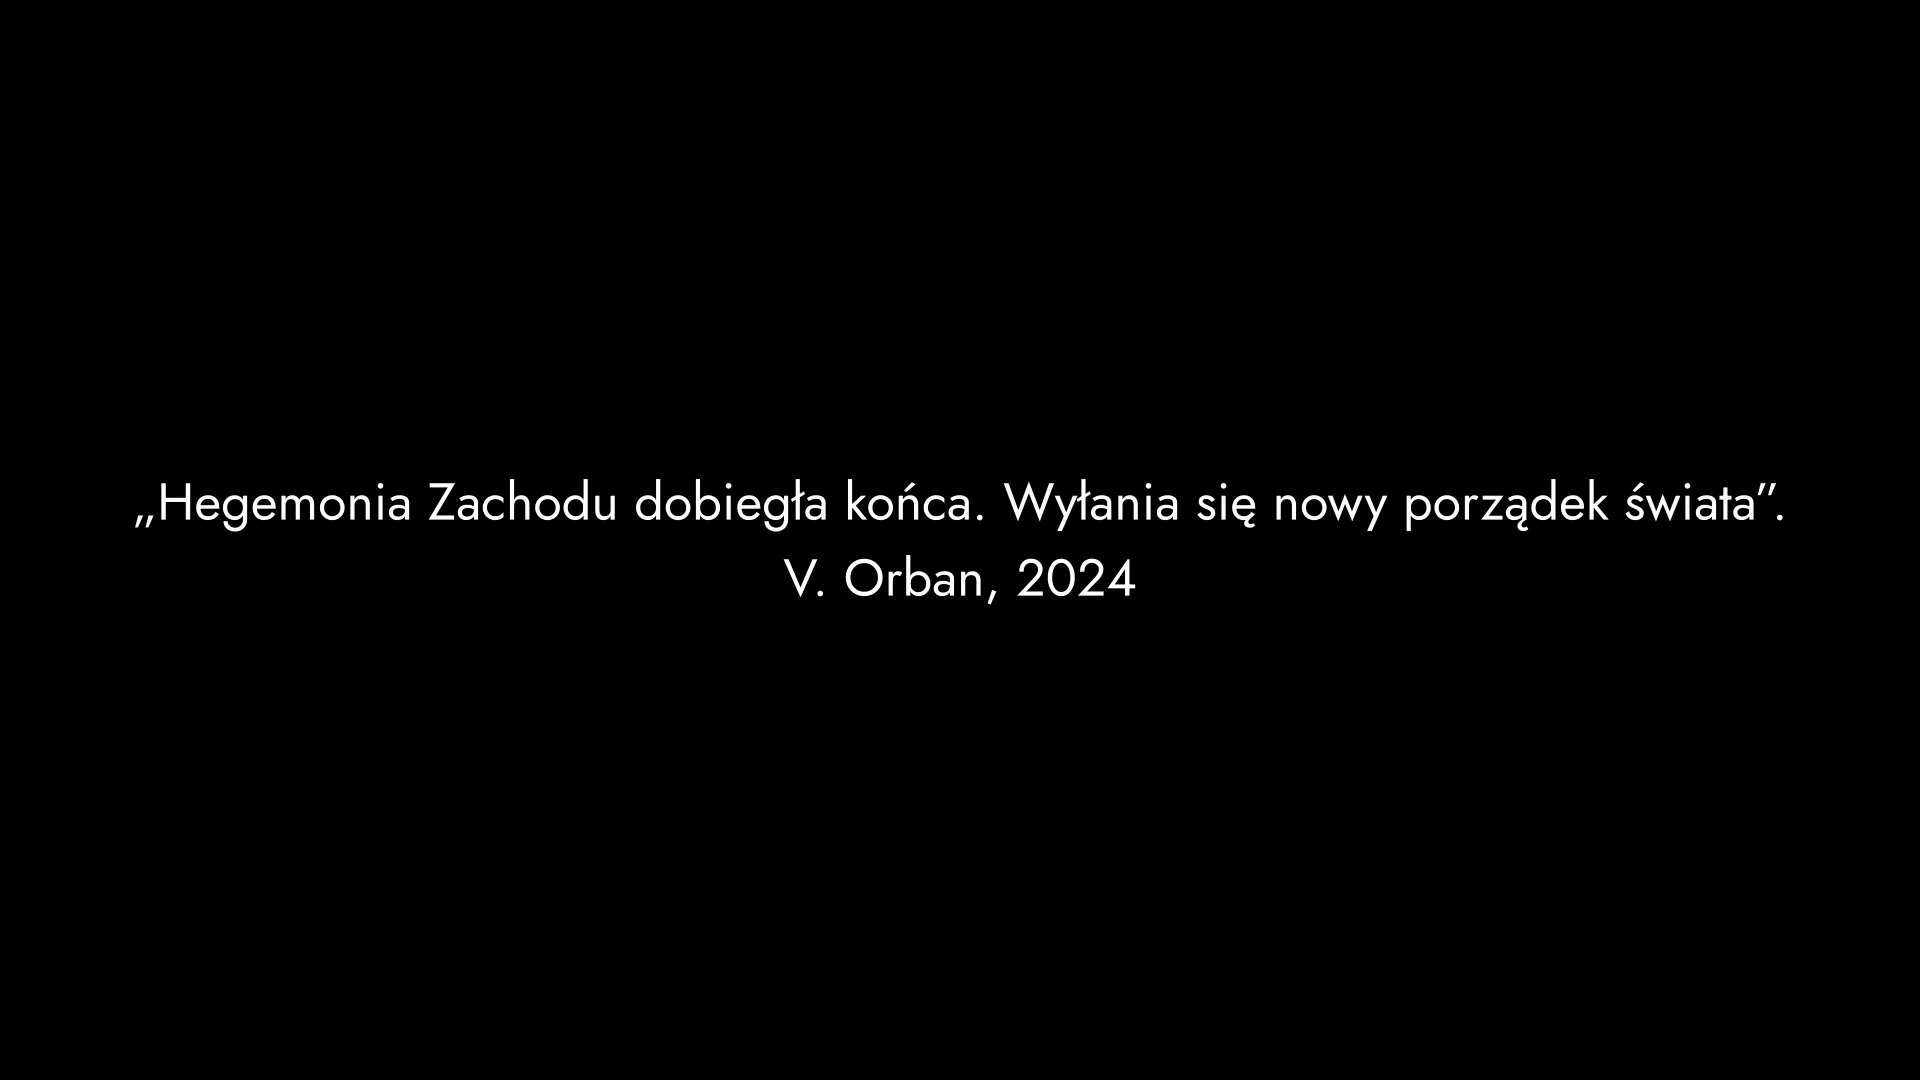 „Hegemonia Zachodu dobiegła końca. Wyłania się nowy porządek świata”.
V. Orban, 2024